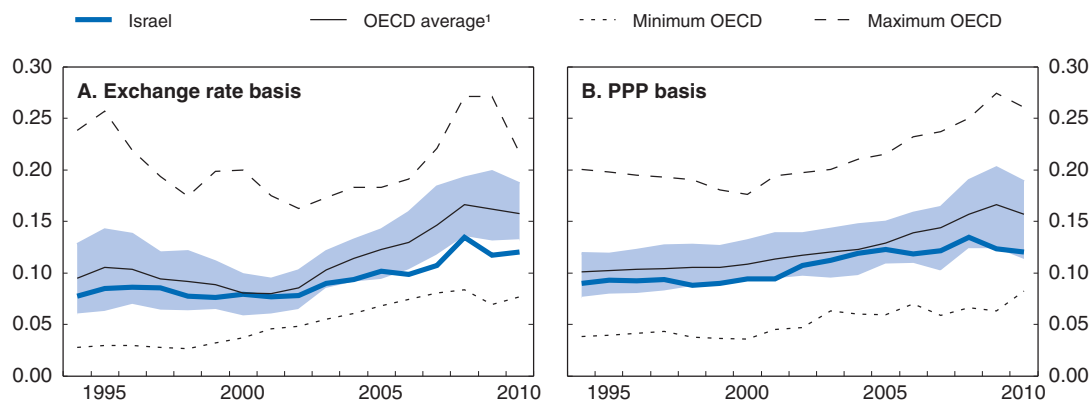 Israel OECD average¹ Minimum OECD Maximum OECD
0.30 0.30
A. Exchange rate basis B. PPP basis
0.25 0.25
0.20 0.20
0.15 0.15
0.10 0.10
0.05 0.05
0.00 0.00
1995 2000 2005 2010 1995 2000 2005 2010